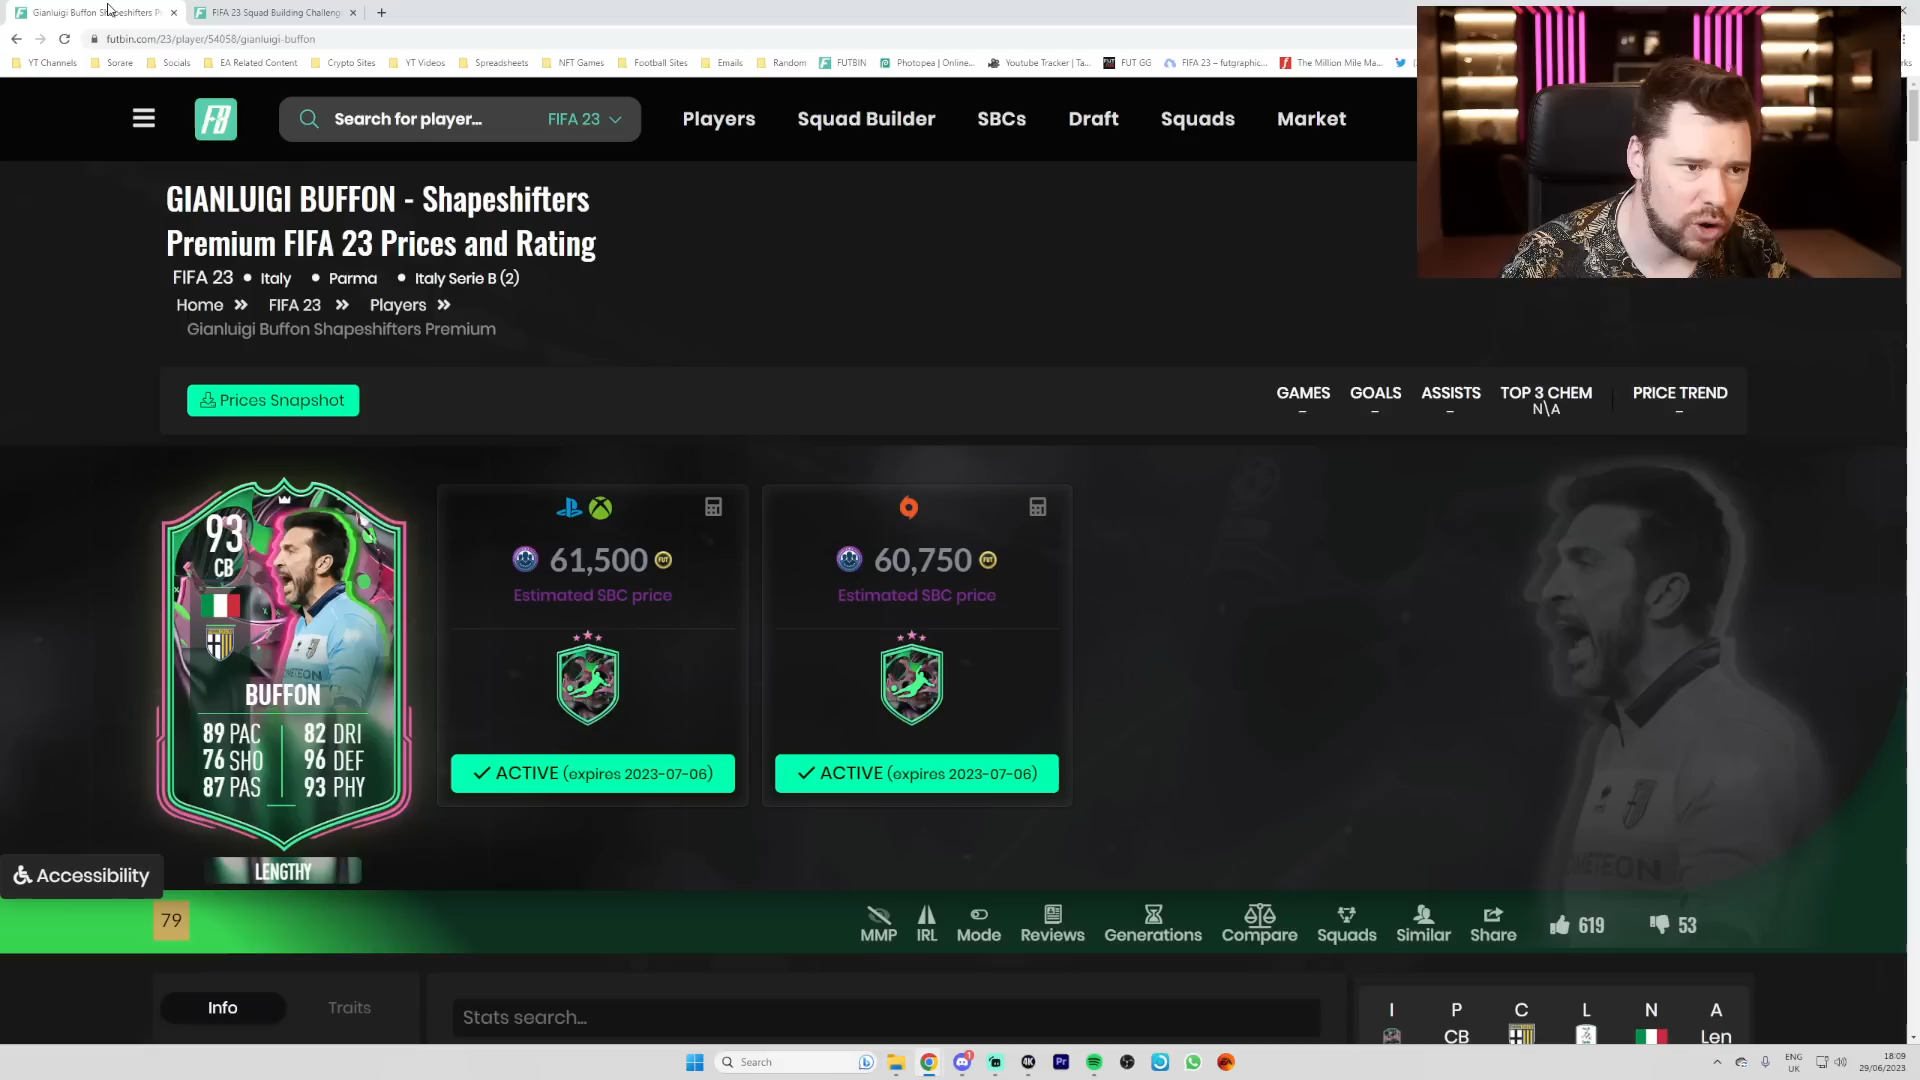 Gianluigi Buffon Shapeshifters P
FIFA 23 Squad Building Challeng
futbin.com/23/player/54058/gianluigi-buffon
YT Channels
Sorare
Socials
EA Related Content
Crypto Sites
YT Videos
Spreadsheets
NFT Games
Football Sites
Emails
Random
FUTBIN
Photopea | Online...
Youtube Tracker | Ta...
FUT GG
FIFA 23 – futgraphic...
The Million Mile Ma...
Search for player...
FIFA 23
Players
Squad Builder
SBCs
Draft
Squads
Market
GIANLUIGI BUFFON - Shapeshifters
Premium FIFA 23 Prices and Rating
FIFA 23 • Italy • Parma • Italy Serie B (2)
Home » FIFA 23 » Players »
Gianluigi Buffon Shapeshifters Premium
Prices Snapshot
GAMES
–
GOALS
–
ASSISTS
–
TOP 3 CHEM
N\A
PRICE TREND
–
93
CB
BUFFON
89 PAC
82 DRI
76 SHO
96 DEF
87 PAS
93 PHY
LENGTHY
61,500
Estimated SBC price
ACTIVE (expires 2023-07-06)
60,750
Estimated SBC price
ACTIVE (expires 2023-07-06)
Accessibility
79
MMP
IRL
Mode
Reviews
Generations
Compare
Squads
Similar
Share
619
53
Info
Traits
Stats search...
I P C L N A
CB
Len
Search
ENG
UK
18:09
29/06/2023